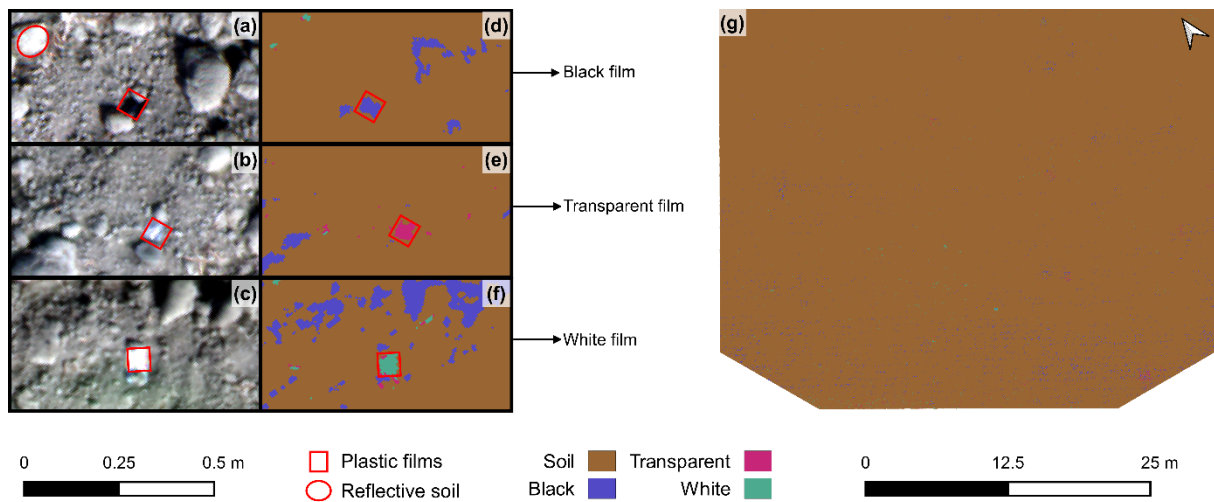 (a)
(d)
Black film
(b)
(e)
Transparent film
(c)
(f)
White film
(g)
0 0.25 0.5 m
Plastic films
Reflective soil
Soil
Transparent
Black
White
0 12.5 25 m